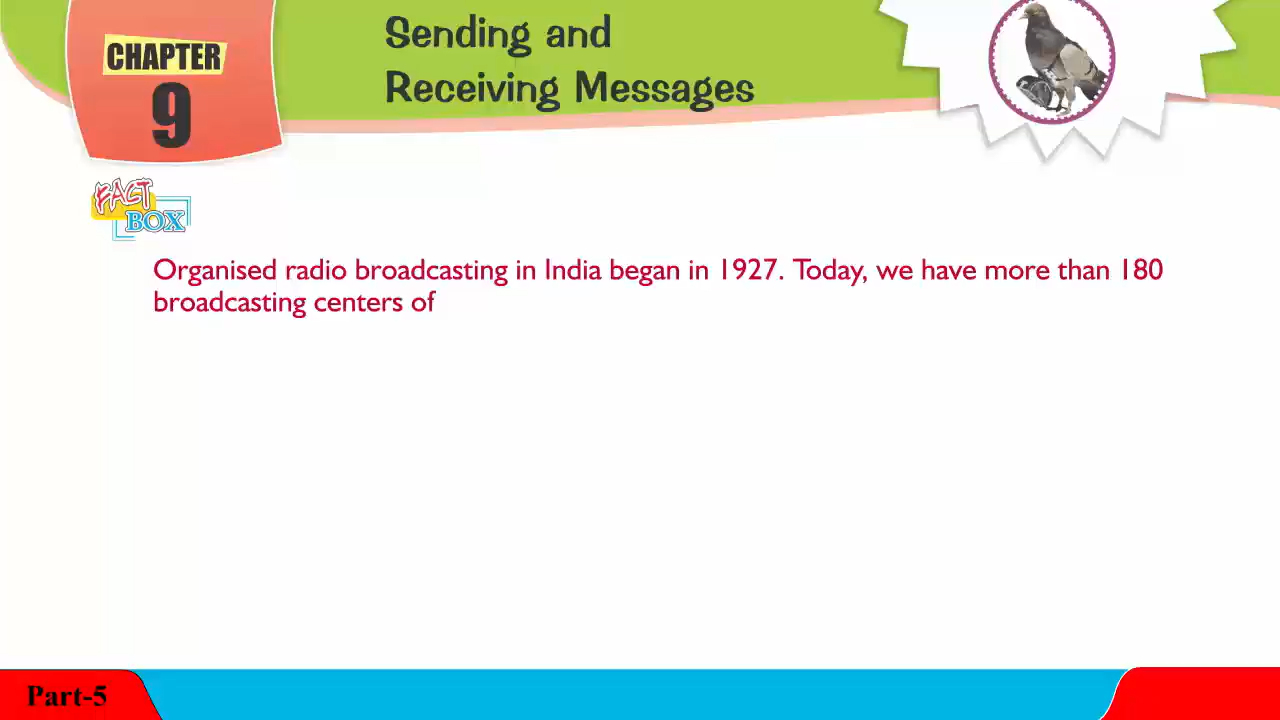 CHAPTER
9
Sending and
Receiving Messages
FACT
BOX
Organised radio broadcasting in India began in 1927. Today, we have more than 180
broadcasting centers of
Part-5